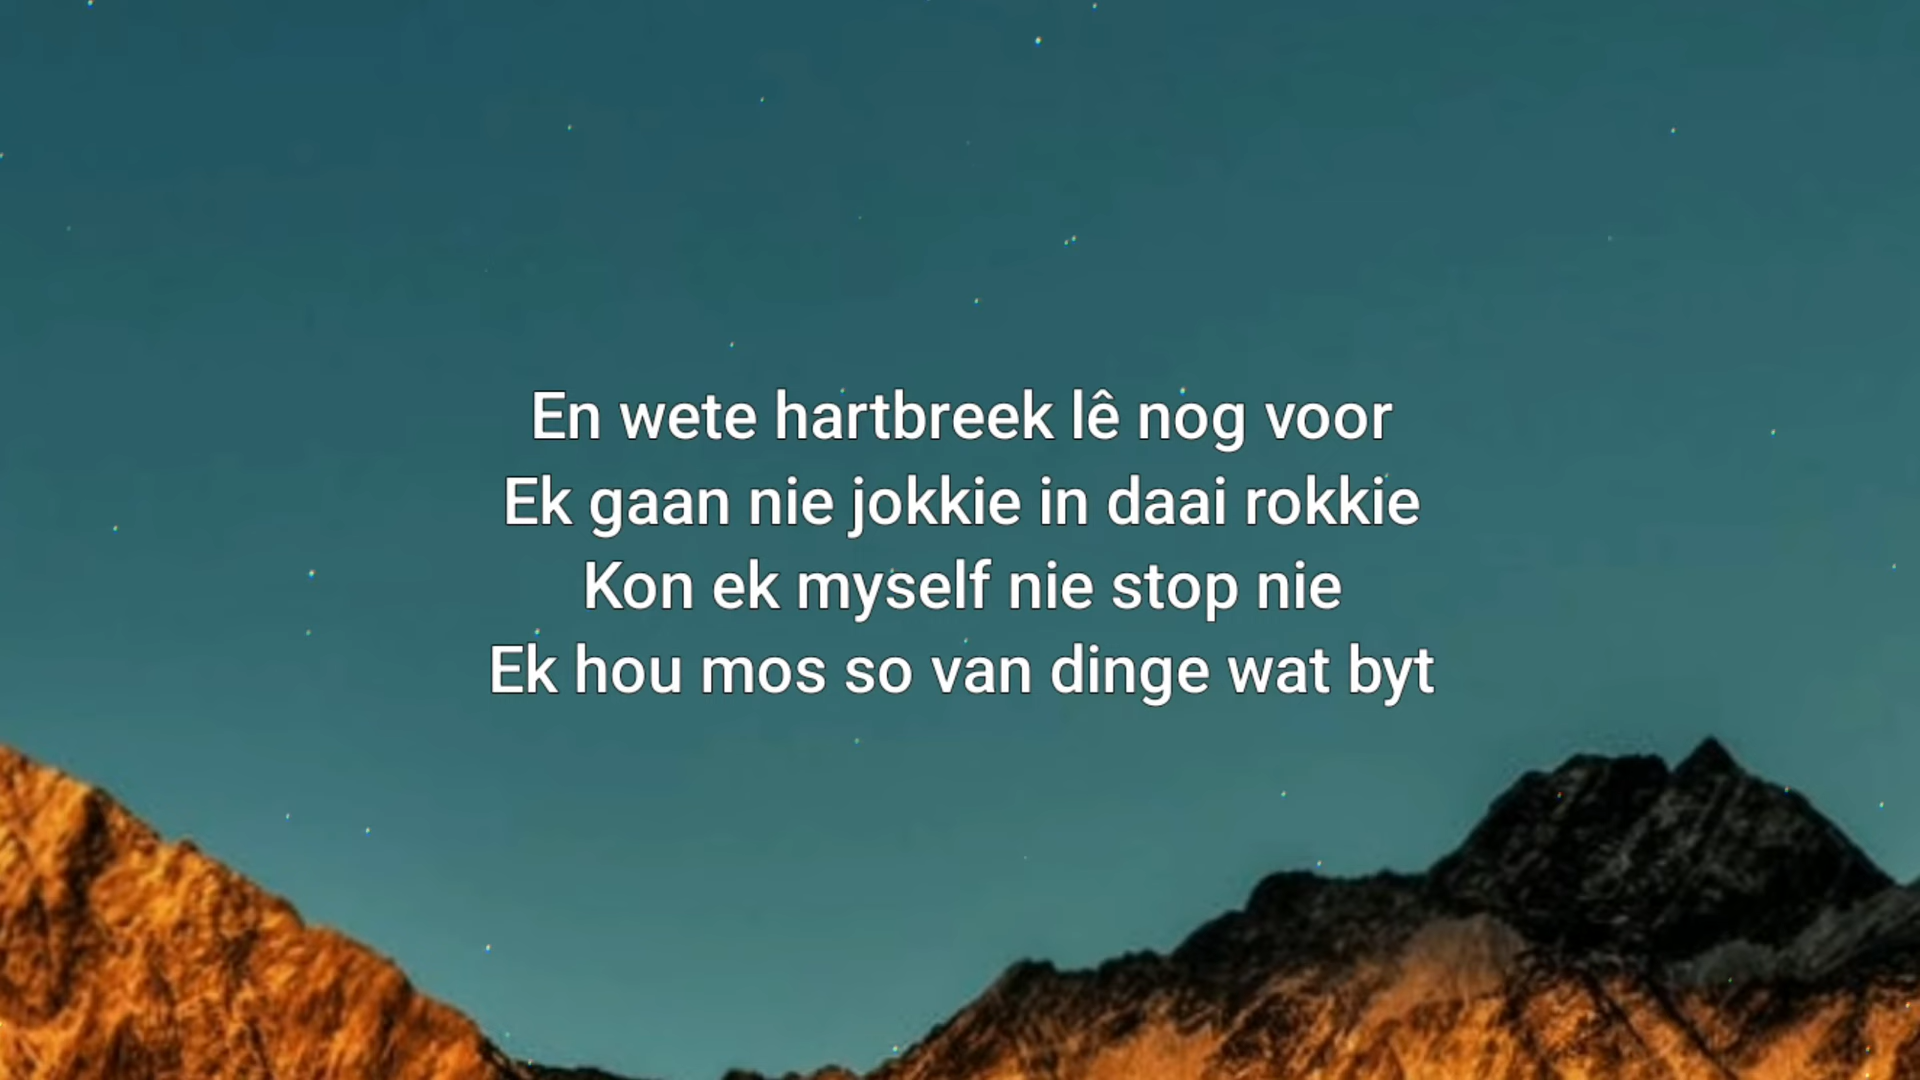 En wete hartbreek lê nog voor
Ek gaan nie jokkie in daai rokkie
Kon ek myself nie stop nie
Ek hou mos so van dinge wat byt